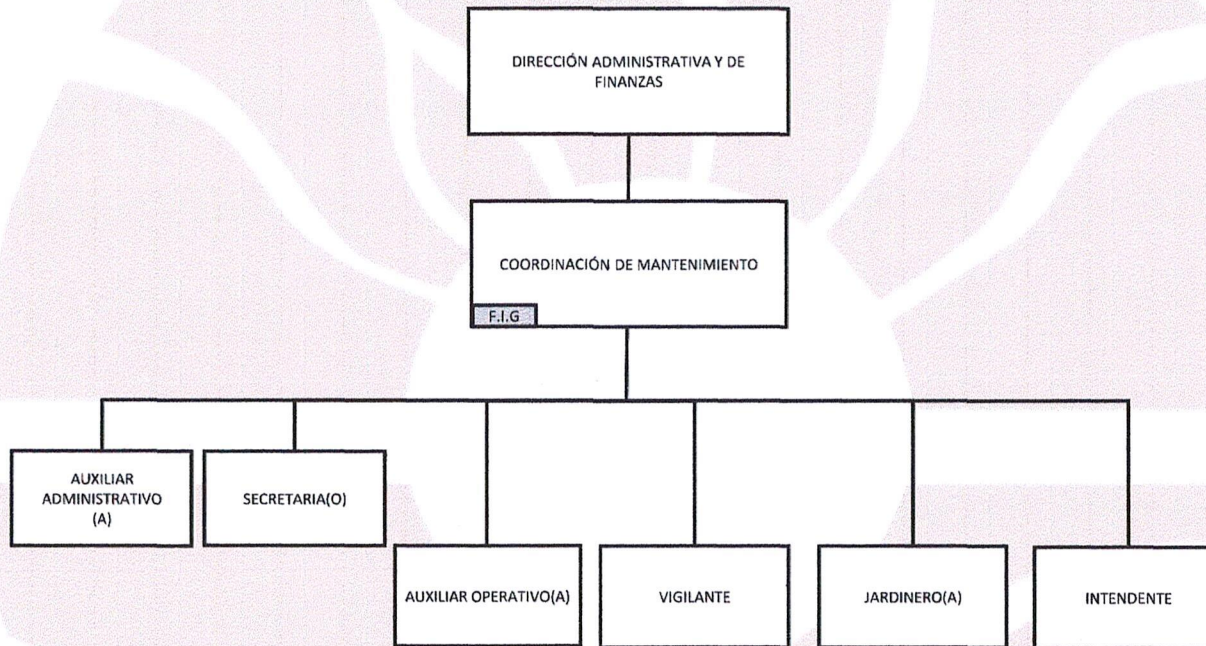 DIRECCIÓN ADMINISTRATIVA Y DE
FINANZAS
COORDINACIÓN DE MANTENIMIENTO
F.I.G
AUXILIAR
ADMINISTRATIVO
(A)
SECRETARIA(O)
AUXILIAR OPERATIVO(A)
VIGILANTE
JARDINERO(A)
INTENDENTE